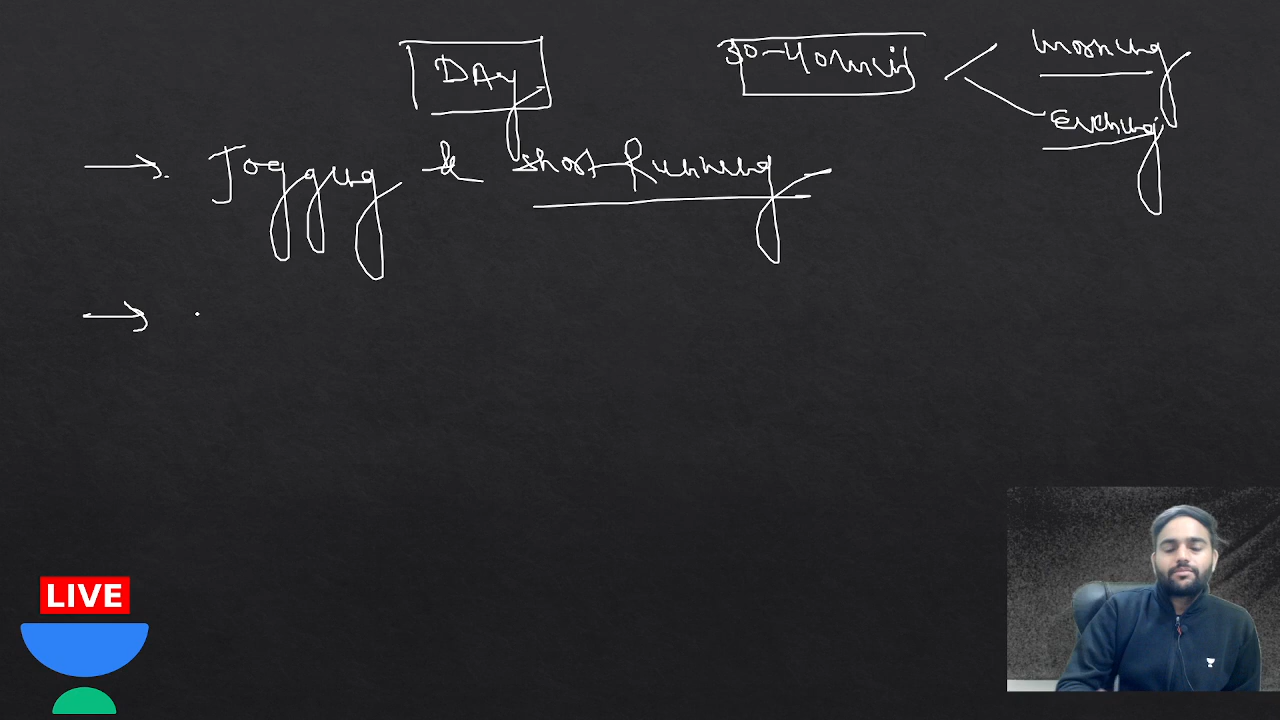 DAy 30-40 min Morning
Evening
→ Jogging & short Running
→
LIVE